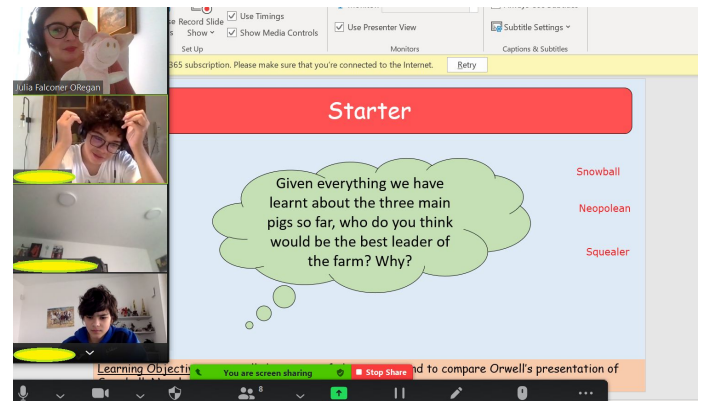 Record Slide
Show
Use Timings
Show Media Controls
Set Up
Use Presenter View
Monitors
Subtitle Settings
Captions & Subtitles
365 subscription. Please make sure that you're connected to the Internet.
Retry
Julia Falconer ORegan
Starter
Given everything we have
learnt about the three main
pigs so far, who do you think
would be the best leader of
the farm? Why?
Snowball
Neopolean
Squealer
Learning Objecti
nd to compare Orwell's presentation of
You are screen sharing
Stop Share
8